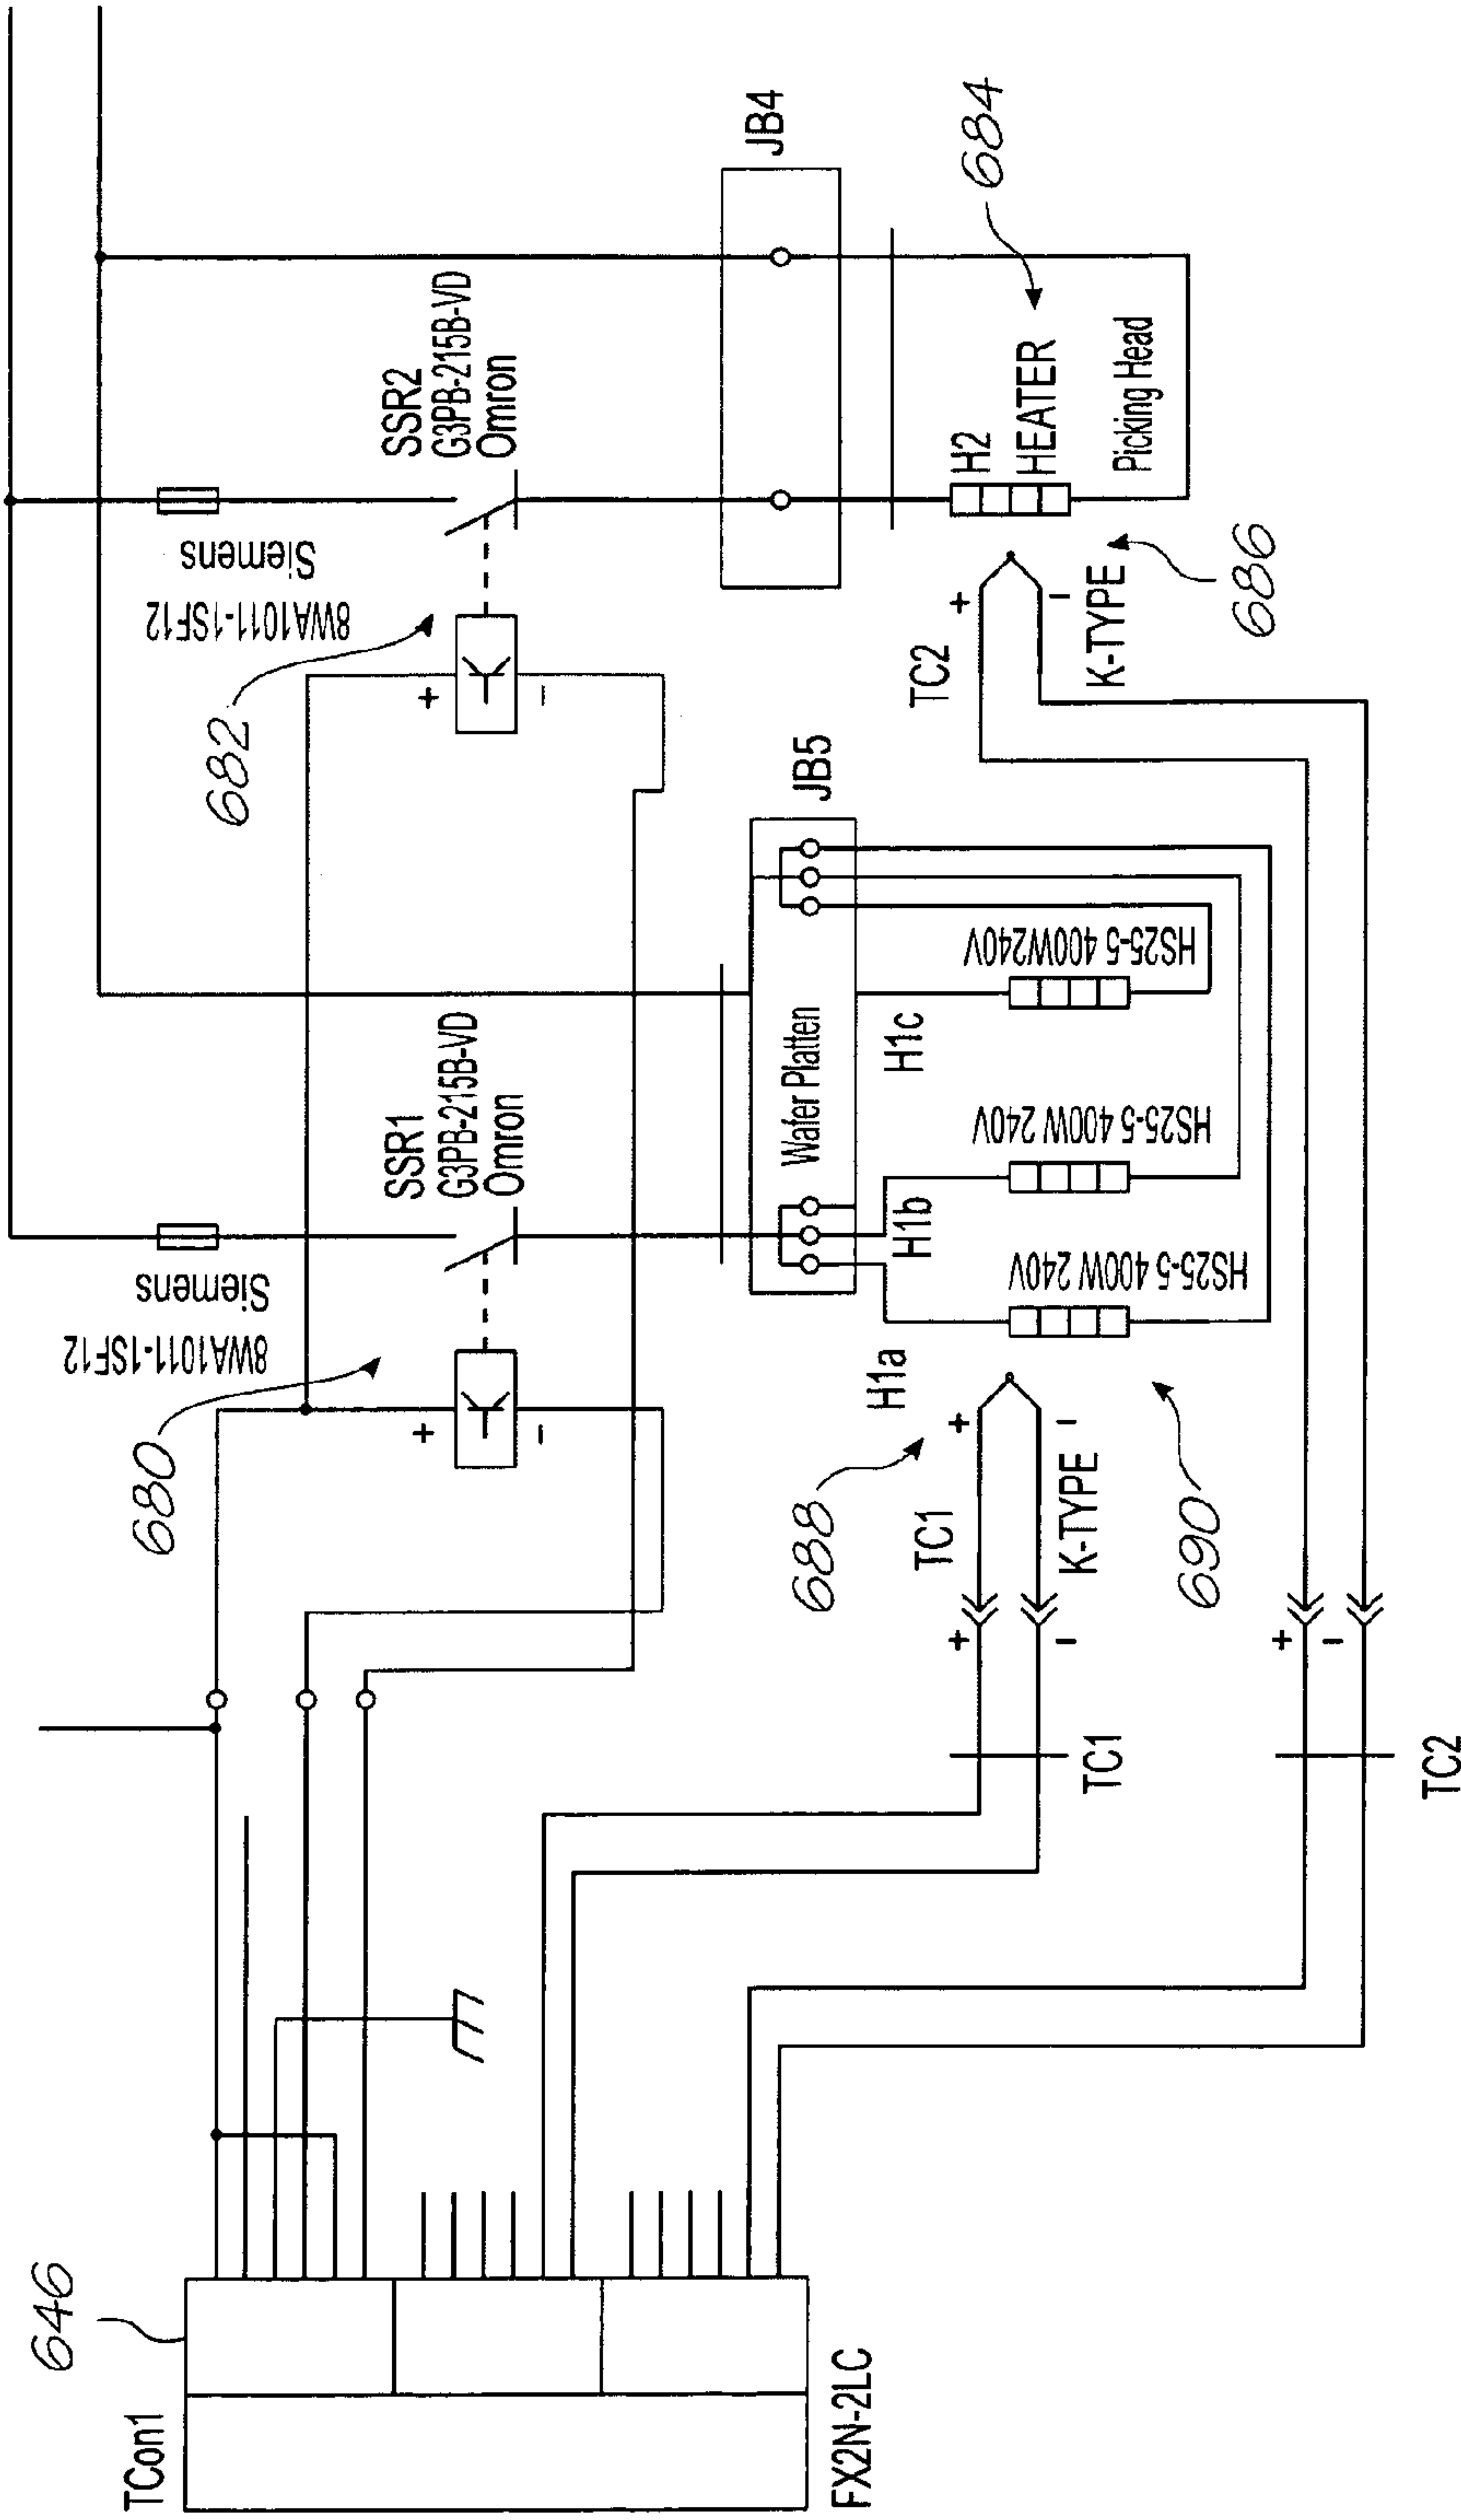 646
TCon1
FX2N-2LC
680
8WA1011-1SF12
Siemens
SSR1
G3PB-215B-VD
Omron
+
–
682
8WA1011-1SF12
Siemens
SSR2
G3PB-215B-VD
Omron
+
–
JB4
Wafer Platten
JB5
H1a
H1b
H1c
HS25-5 400W 240V
HS25-5 400W 240V
HS25-5 400W240V
H2
HEATER
684
Picking Head
688
TC1
+
–
K-TYPE
+
–
TC1
690
TC2
+
–
K-TYPE
686
+
–
TC2